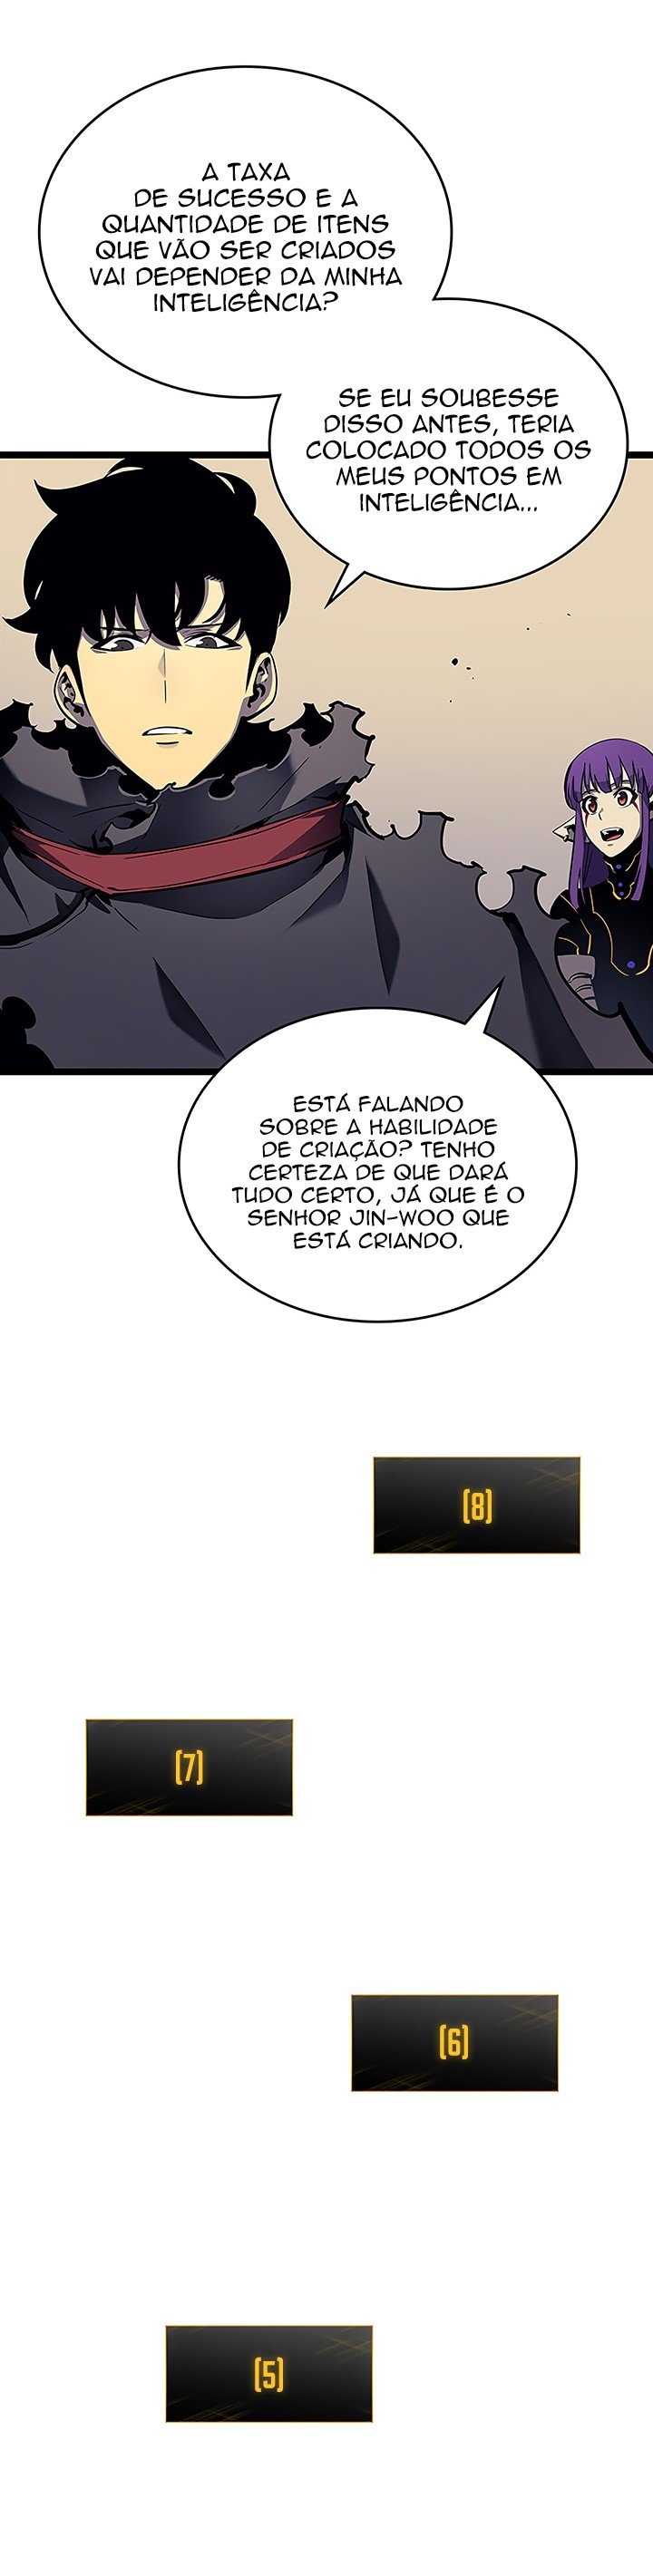 A TAXA
DE SUCESSO E A
QUANTIDADE DE ITENS
QUE VÃO SER CRIADOS
VAI DEPENDER DA MINHA
INTELIGÊNCIA?
SE EU SOUBESSE
DISSO ANTES, TERIA
COLOCADO TODOS OS
MEUS PONTOS EM
INTELIGÊNCIA...
ESTÁ FALANDO
SOBRE A HABILIDADE
DE CRIAÇÃO? TENHO
CERTEZA DE QUE DARÁ
TUDO CERTO, JÁ QUE É O
SENHOR JIN-WOO QUE
ESTÁ CRIANDO.
[8]
[7]
[6]
[5]